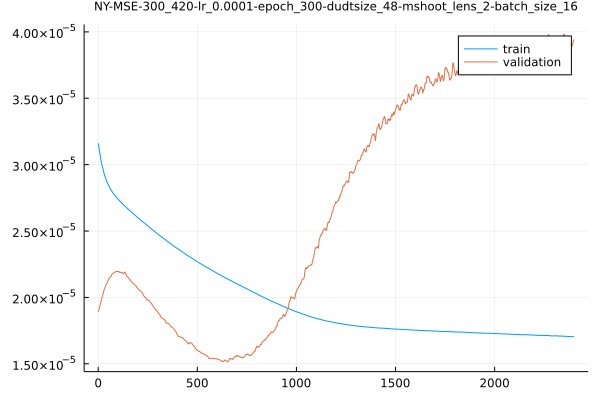 NY-MSE-300_420-lr_0.0001-epoch_300-dudtsize_48-mshoot_lens_2-batch_size_16
4.00×10⁻⁵
3.50×10⁻⁵
3.00×10⁻⁵
2.50×10⁻⁵
2.00×10⁻⁵
1.50×10⁻⁵
train
validation
0 500 1000 1500 2000